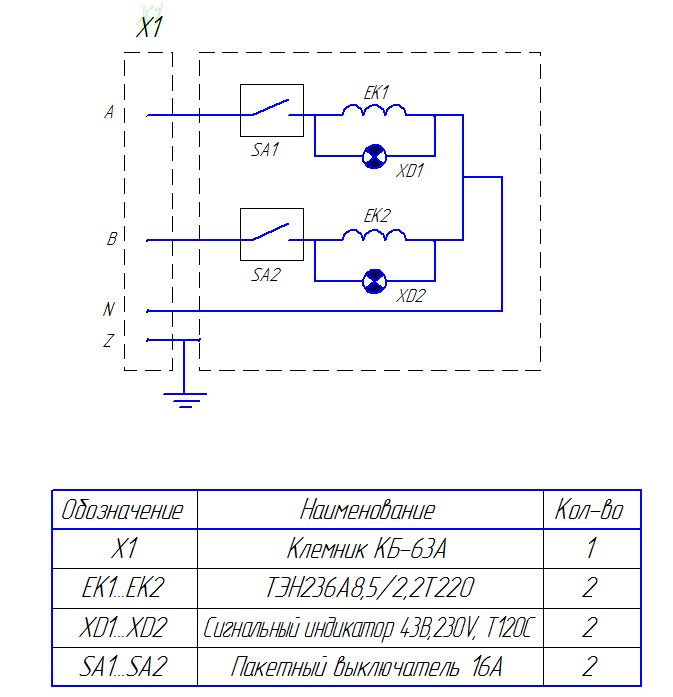 X1
A
EK1
SA1
XD1
B
EK2
SA2
XD2
N
Z
Обозначение Наименование Кол-во
X1 Клемник КБ-63А 1
EK1...EK2 ТЭН236А8,5/2,2Т220 2
XD1...XD2 Сигнальный индикатор 43В,230V, Т120С 2
SA1...SA2 Пакетный выключатель 16А 2